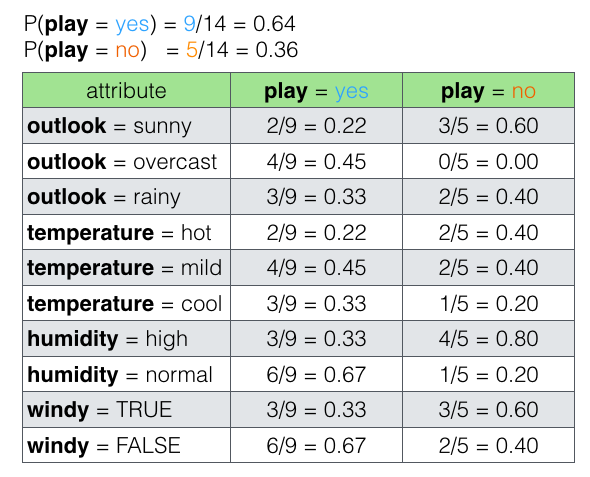 P(play = yes) = 9/14 = 0.64
P(play = no) = 5/14 = 0.36
attribute play = yes play = no
outlook = sunny 2/9 = 0.22 3/5 = 0.60
outlook = overcast 4/9 = 0.45 0/5 = 0.00
outlook = rainy 3/9 = 0.33 2/5 = 0.40
temperature = hot 2/9 = 0.22 2/5 = 0.40
temperature = mild 4/9 = 0.45 2/5 = 0.40
temperature = cool 3/9 = 0.33 1/5 = 0.20
humidity = high 3/9 = 0.33 4/5 = 0.80
humidity = normal 6/9 = 0.67 1/5 = 0.20
windy = TRUE 3/9 = 0.33 3/5 = 0.60
windy = FALSE 6/9 = 0.67 2/5 = 0.40